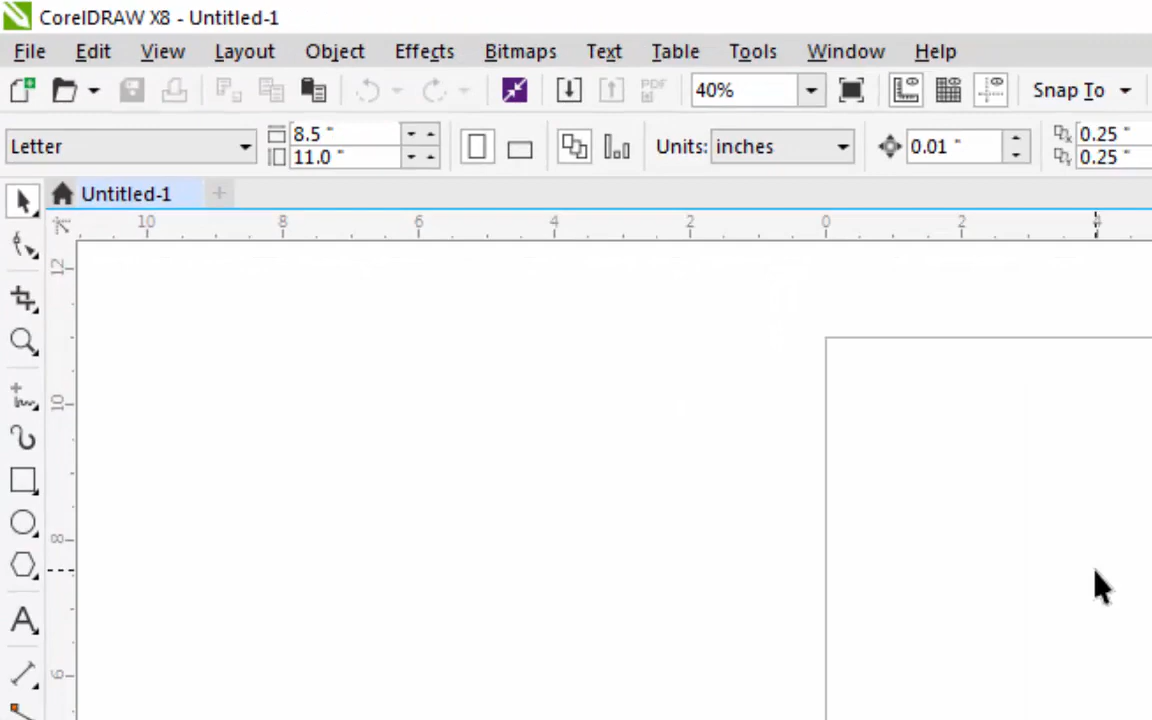 CorelDRAW X8 - Untitled-1
File Edit View Layout Object Effects Bitmaps Text Table Tools Window Help
PDF 40% Snap To
Letter 8.5 " 11.0 " Units: inches 0.01 " 0.25 " 0.25 "
Untitled-1
10 8 6 4 2 0 2 4
12
10
8
6